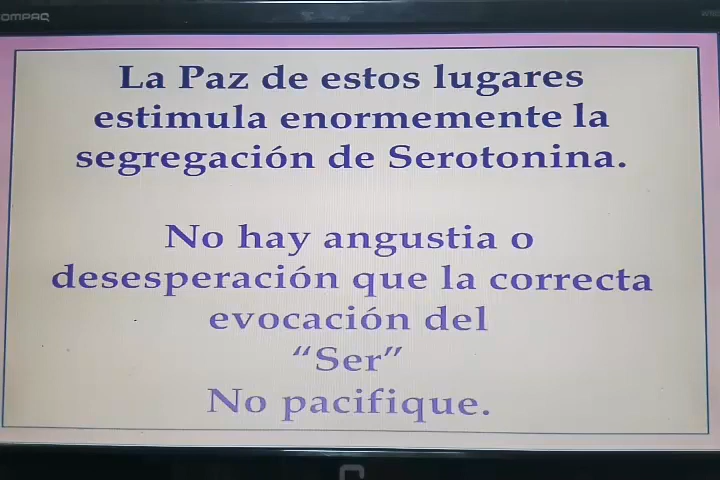 COMPAQ
La Paz de estos lugares
estimula enormemente la
segregación de Serotonina.
No hay angustia o
desesperación que la correcta
evocación del
“Ser”
No pacifique.